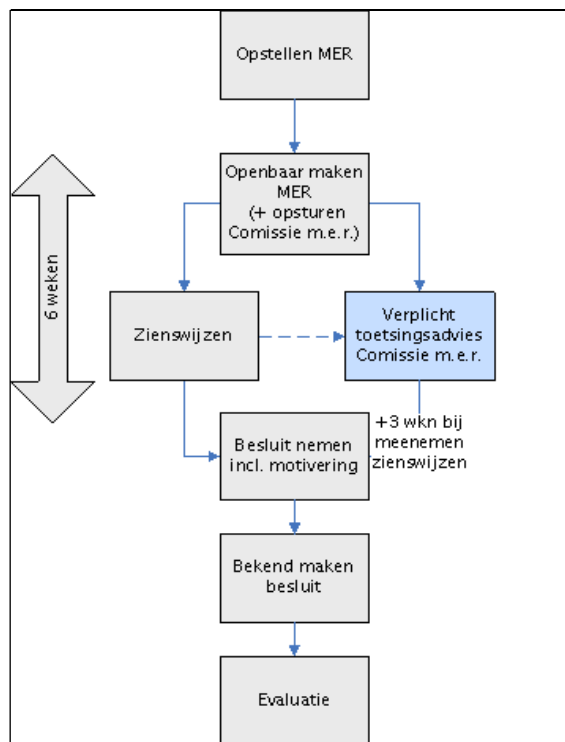 Opstellen MER
Openbaar maken
MER
(+ opsturen
Comissie m.e.r.)
6 weken
Zienswijzen
Verplicht
toetsingsadvies
Comissie m.e.r.
+3 wkn bij
meenemen
zienswijzen
Besluit nemen
incl. motivering
Bekend maken
besluit
Evaluatie